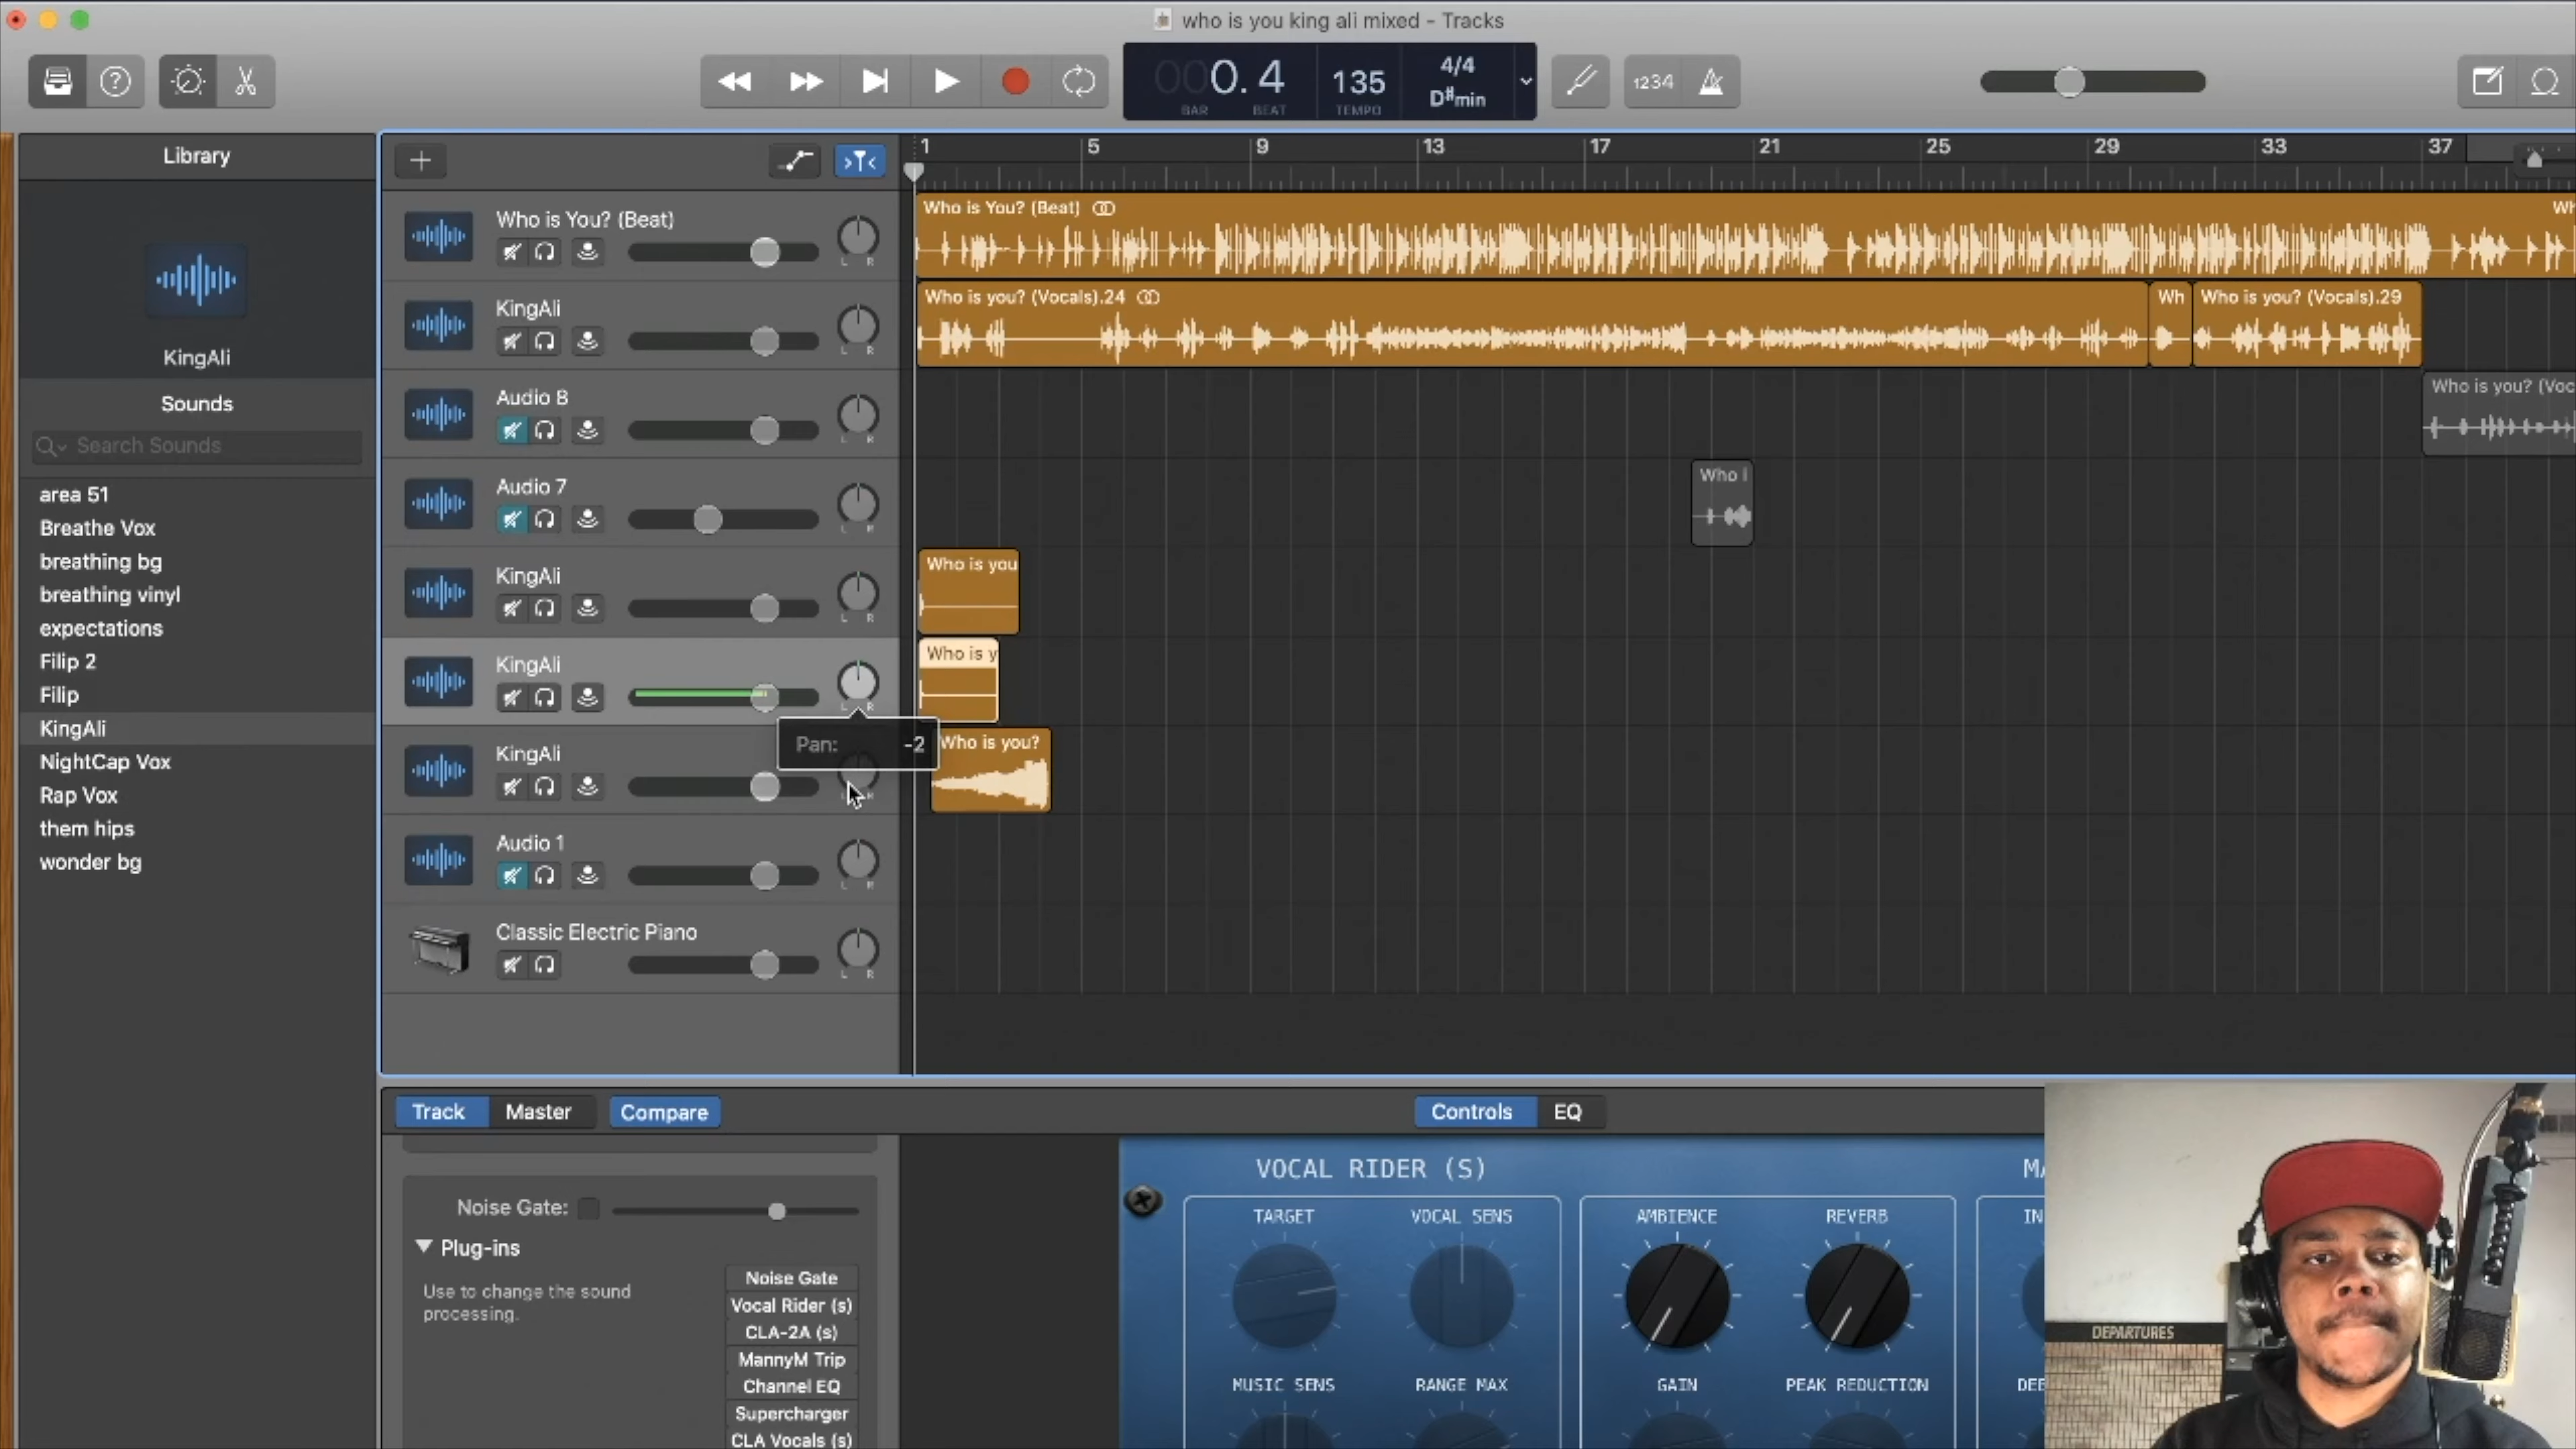 who is you king ali mixed - Tracks
000.4
BAR
BEAT
135
TEMPO
4/4
D#min
1234
Library
KingAli
Sounds
Search Sounds
area 51
Breathe Vox
breathing bg
breathing vinyl
expectations
Filip 2
Filip
KingAli
NightCap Vox
Rap Vox
them hips
wonder bg
1 5 9 13 17 21 25 29 33 37
Who is You? (Beat)
L R
Who is You? (Beat)
Wh
KingAli
L R
Who is you? (Vocals).24
Wh
Who is you? (Vocals).29
Audio 8
L R
Who is you? (Voc
Audio 7
L R
Who I
KingAli
L R
Who is you
KingAli
L R
Who is y
Pan: -2
KingAli
L R
Who is you?
Audio 1
L R
Classic Electric Piano
L R
Track
Master
Compare
Controls
EQ
Noise Gate:
Plug-ins
Use to change the sound
processing.
Noise Gate
Vocal Rider (s)
CLA-2A (s)
MannyM Trip
Channel EQ
Supercharger
CLA Vocals (s)
VOCAL RIDER (S)
TARGET
VOCAL SENS
AMBIENCE
REVERB
IN
MUSIC SENS
RANGE MAX
GAIN
PEAK REDUCTION
DEPARTURES